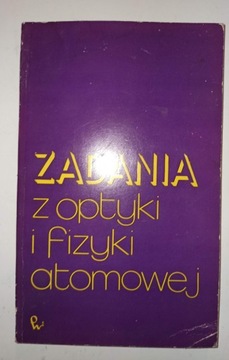 ZADANIA
z optyki
i fizyki
atomowej